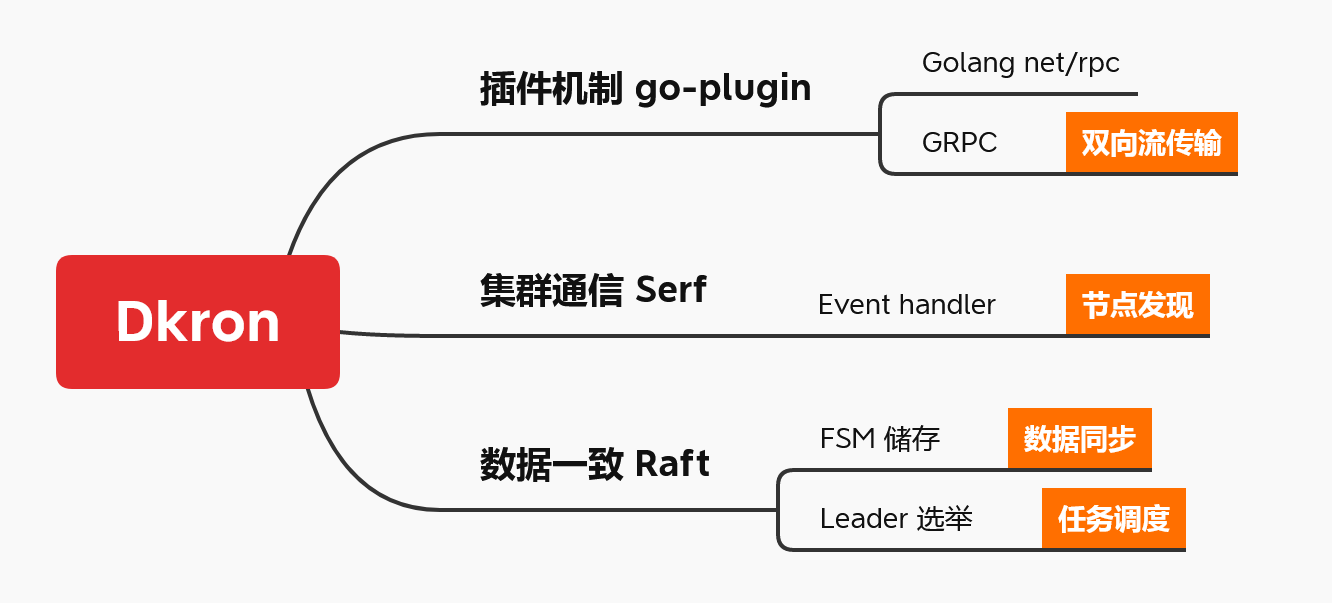 Dkron
插件机制 go-plugin
Golang net/rpc
GRPC 双向流传输
集群通信 Serf
Event handler 节点发现
数据一致 Raft
FSM 储存 数据同步
Leader 选举 任务调度